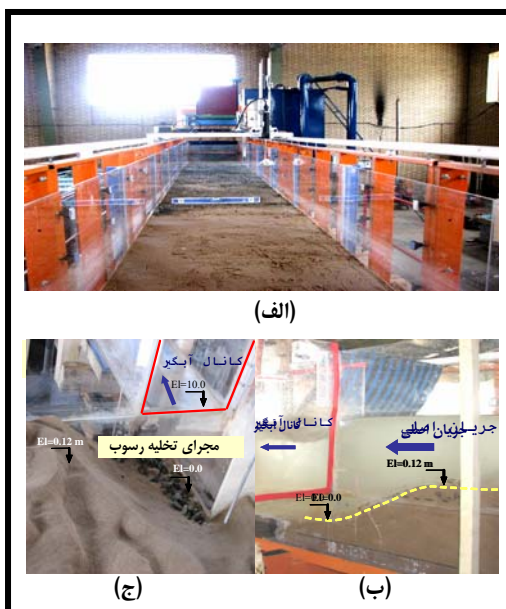 (الف)
کانال آبگیر
El=10.0
El=0.12 m
مجرای تخلیه رسوب
El=0.0
(ج)
کانال آبگیر
جریان اصلی
El=0.12 m
El=0.0
(ب)